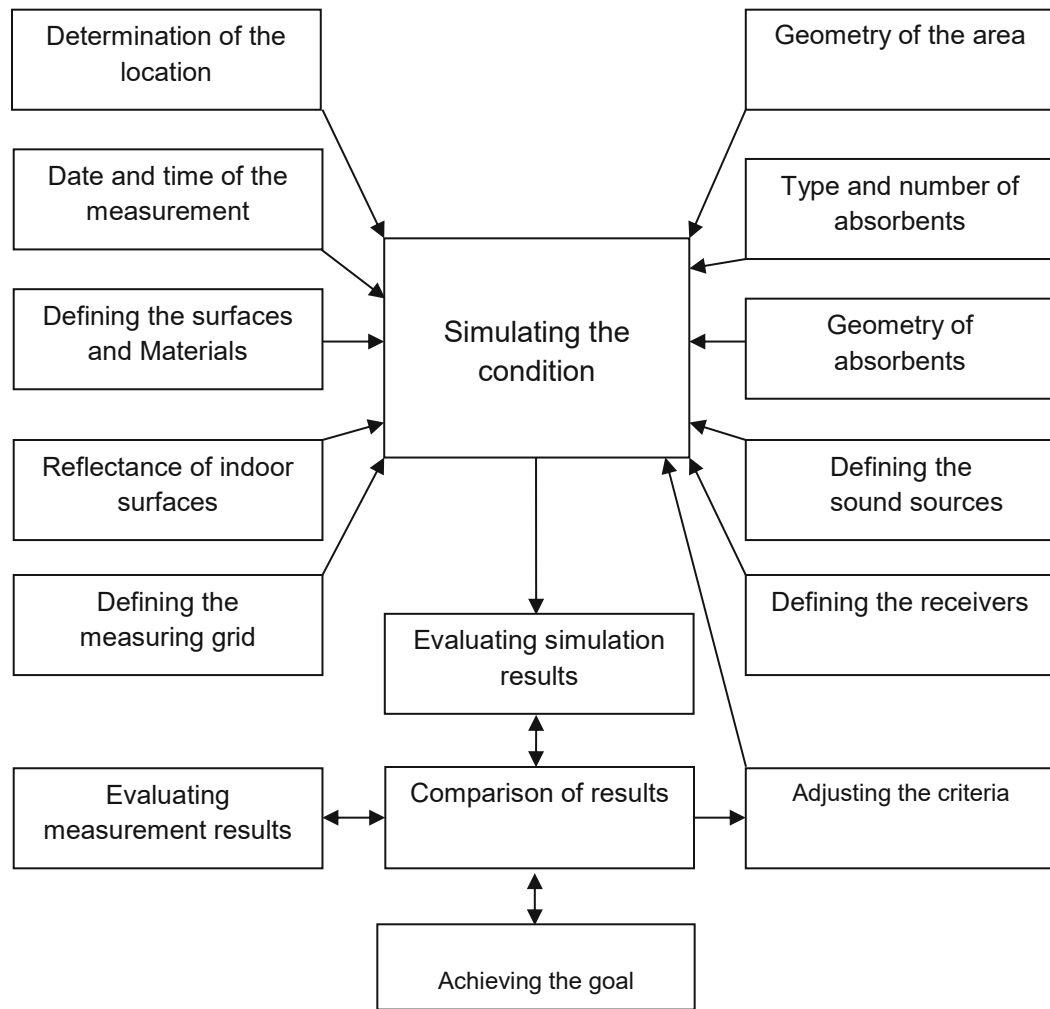 Determination of the
location
Geometry of the area
Date and time of the
measurement
Type and number of
absorbents
Defining the surfaces
and Materials
Simulating the
condition
Geometry of
absorbents
Reflectance of indoor
surfaces
Defining the
sound sources
Defining the
measuring grid
Defining the receivers
Evaluating simulation
results
Evaluating
measurement results
Comparison of results
Adjusting the criteria
Achieving the goal